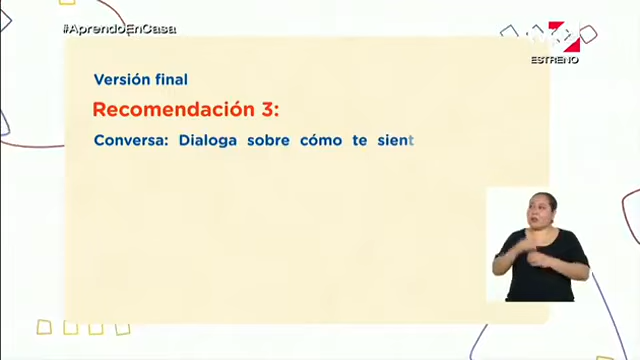 #AprendoEnCasa
ESTRENO
Versión final
Recomendación 3:
Conversa: Dialoga sobre cómo te sient